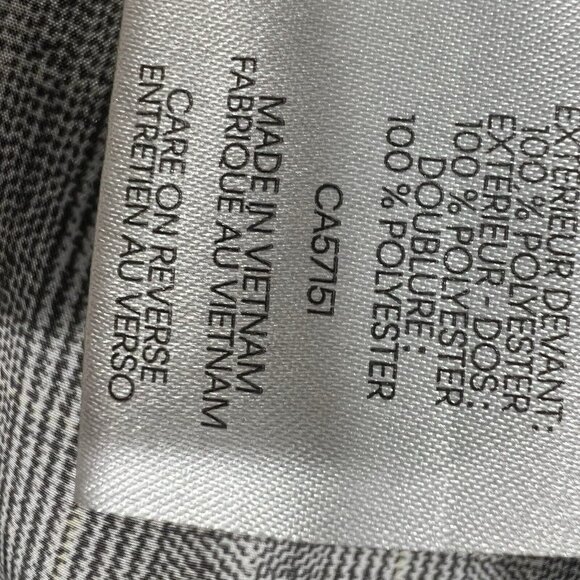 EXTÉRIEUR DEVANT:
100 % POLYESTER
EXTÉRIEUR - DOS:
100 % POLYESTER
DOUBLURE:
100 % POLYESTER
CA57151
MADE IN VIETNAM
FABRIQUÉ AU VIETNAM
CARE ON REVERSE
ENTRETIEN AU VERSO